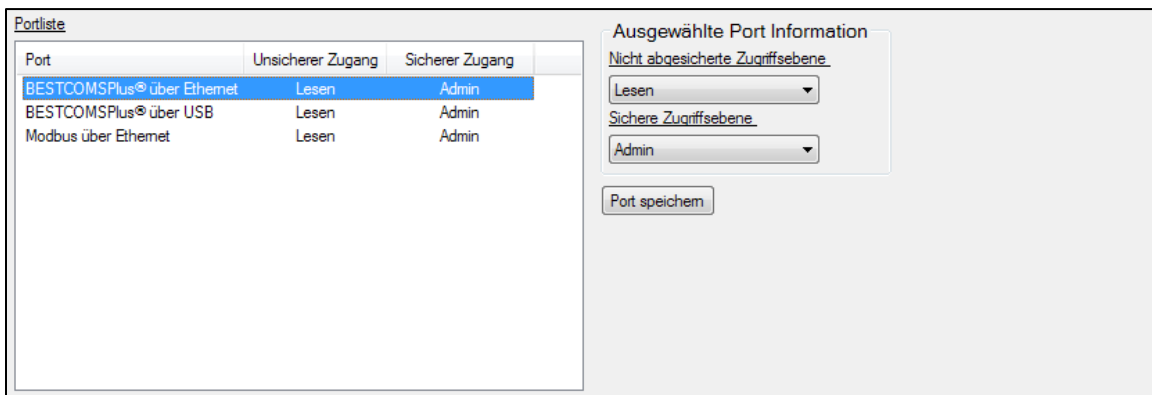 Portliste
Port Unsicherer Zugang Sicherer Zugang
BESTCOMSPlus® über Ethernet Lesen Admin
BESTCOMSPlus® über USB Lesen Admin
Modbus über Ethernet Lesen Admin
Ausgewählte Port Information
Nicht abgesicherte Zugriffsebene
Lesen
Sichere Zugriffsebene
Admin
Port speichern